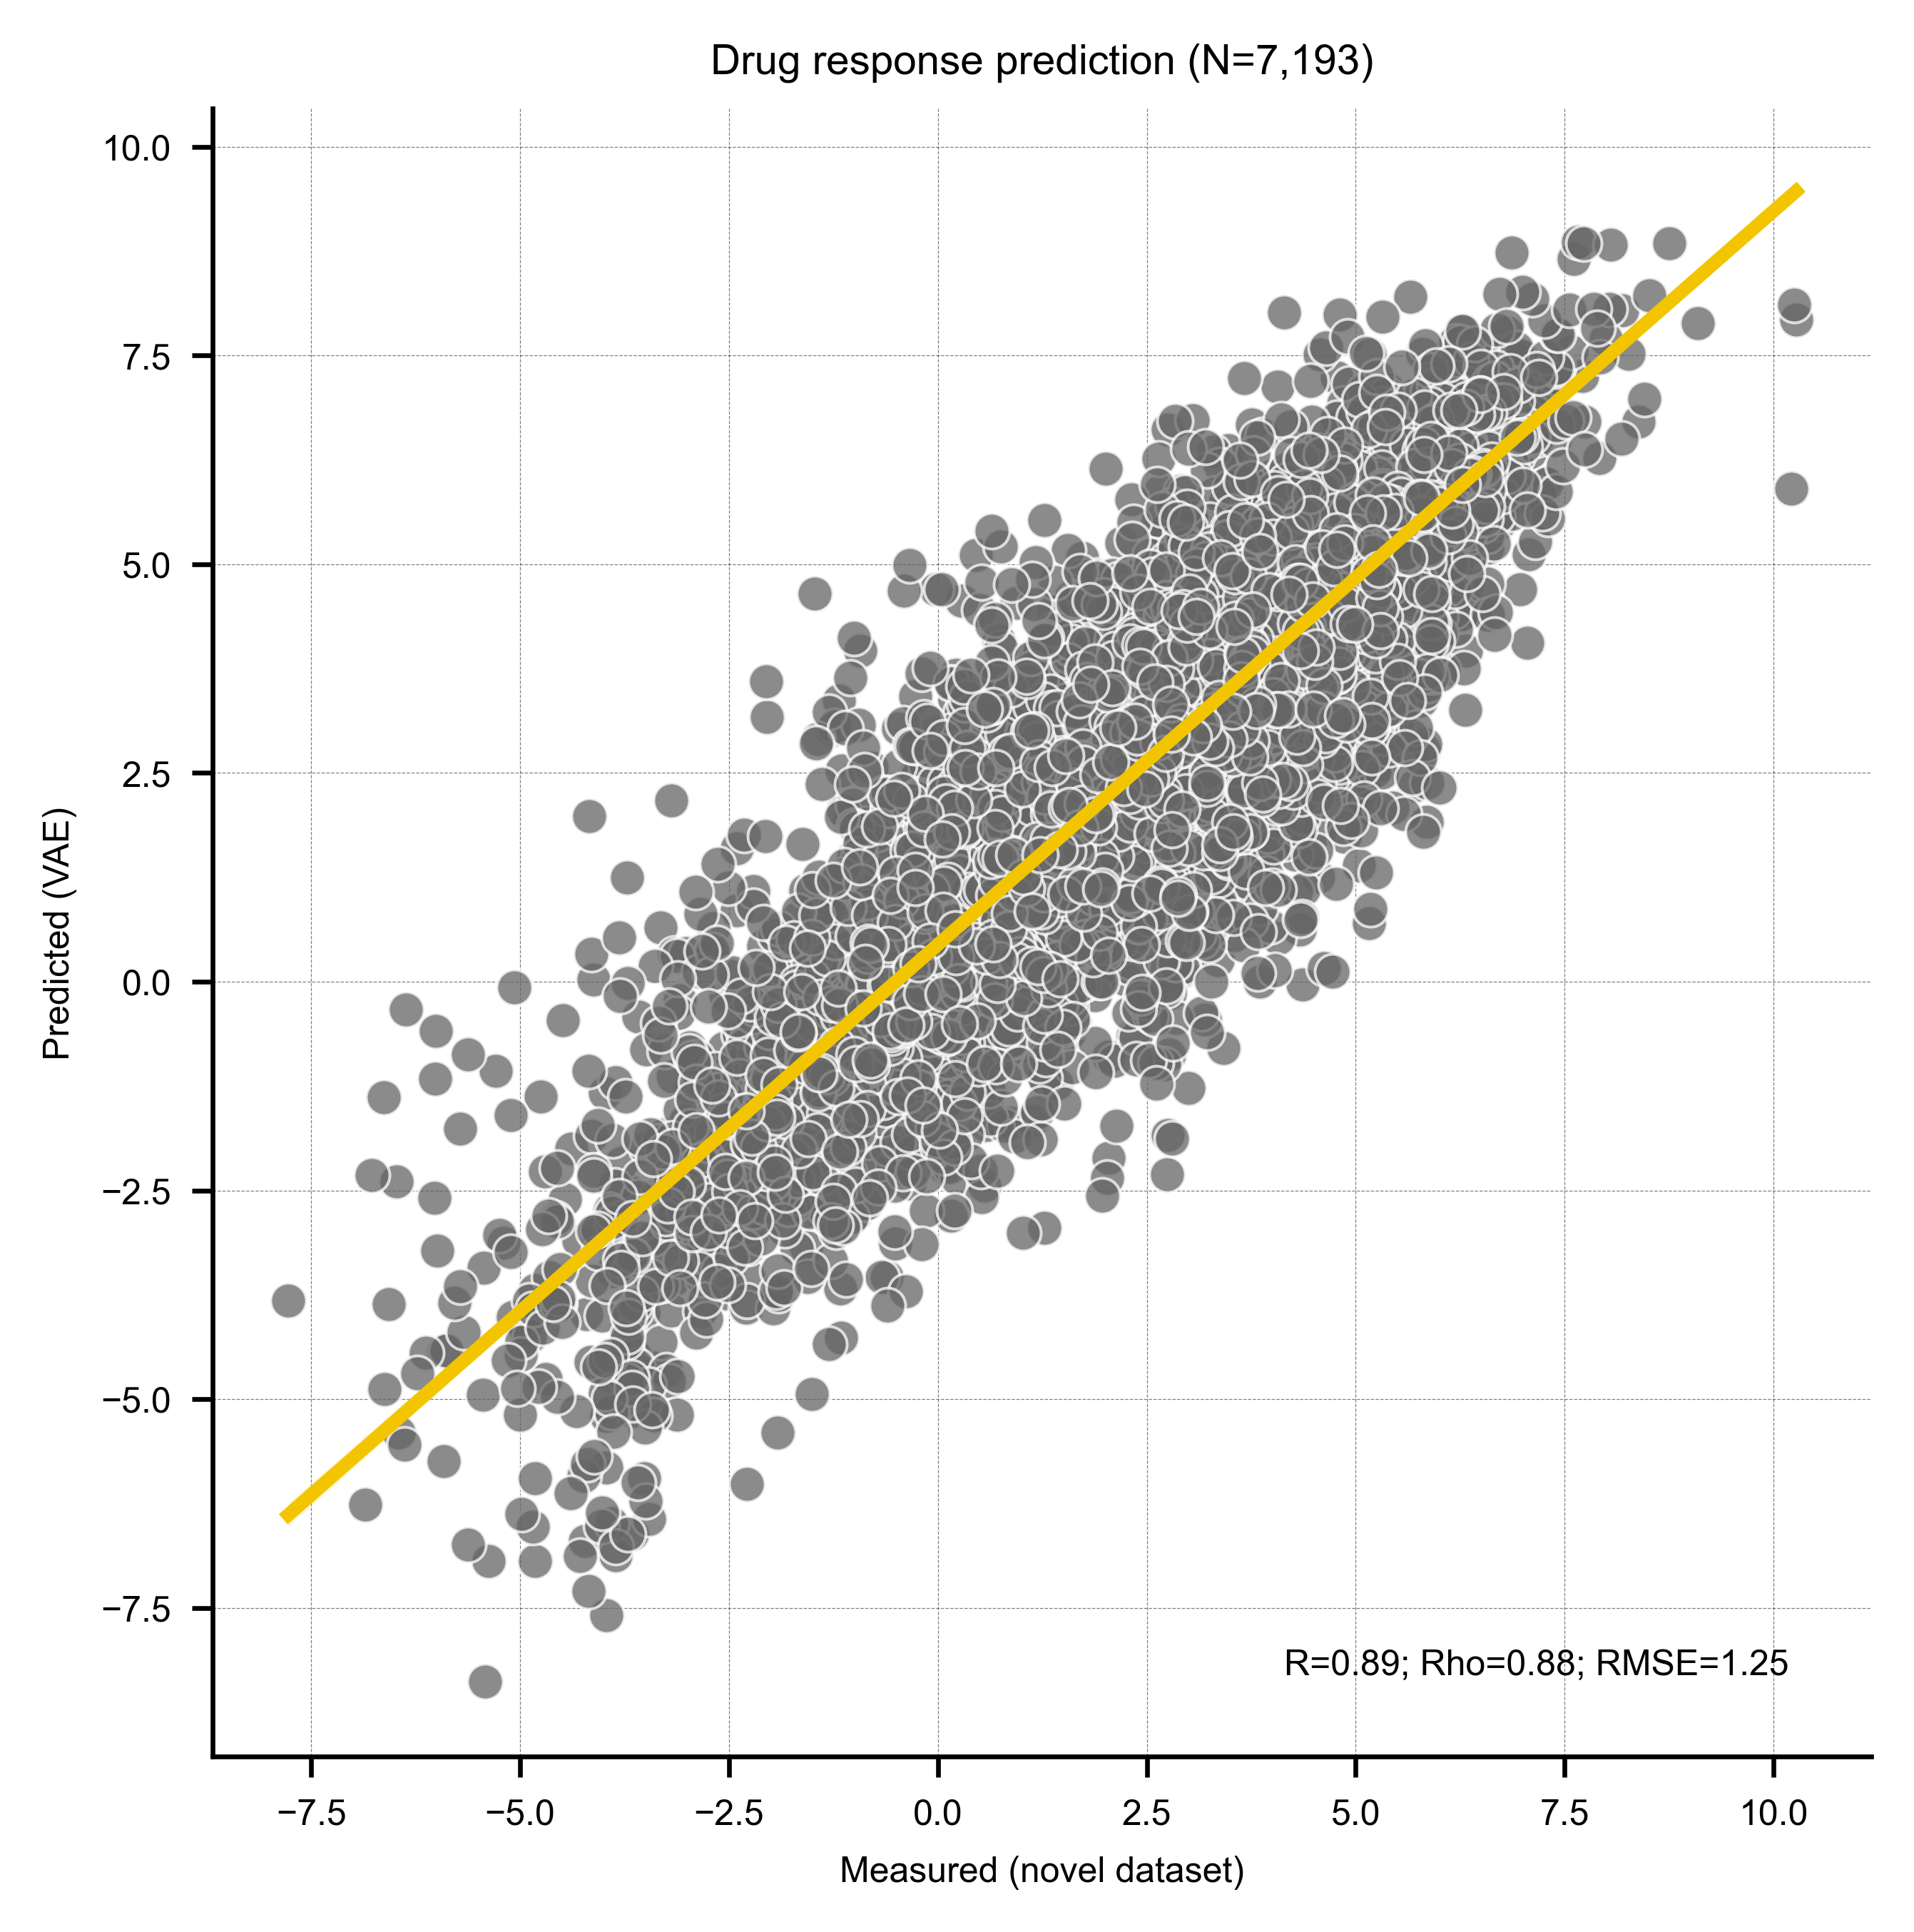 Drug response prediction (N=7,193)
10.0
7.5
5.0
2.5
0.0
−2.5
−5.0
−7.5
Predicted (VAE)
R=0.89; Rho=0.88; RMSE=1.25
−7.5 −5.0 −2.5 0.0 2.5 5.0 7.5 10.0
Measured (novel dataset)